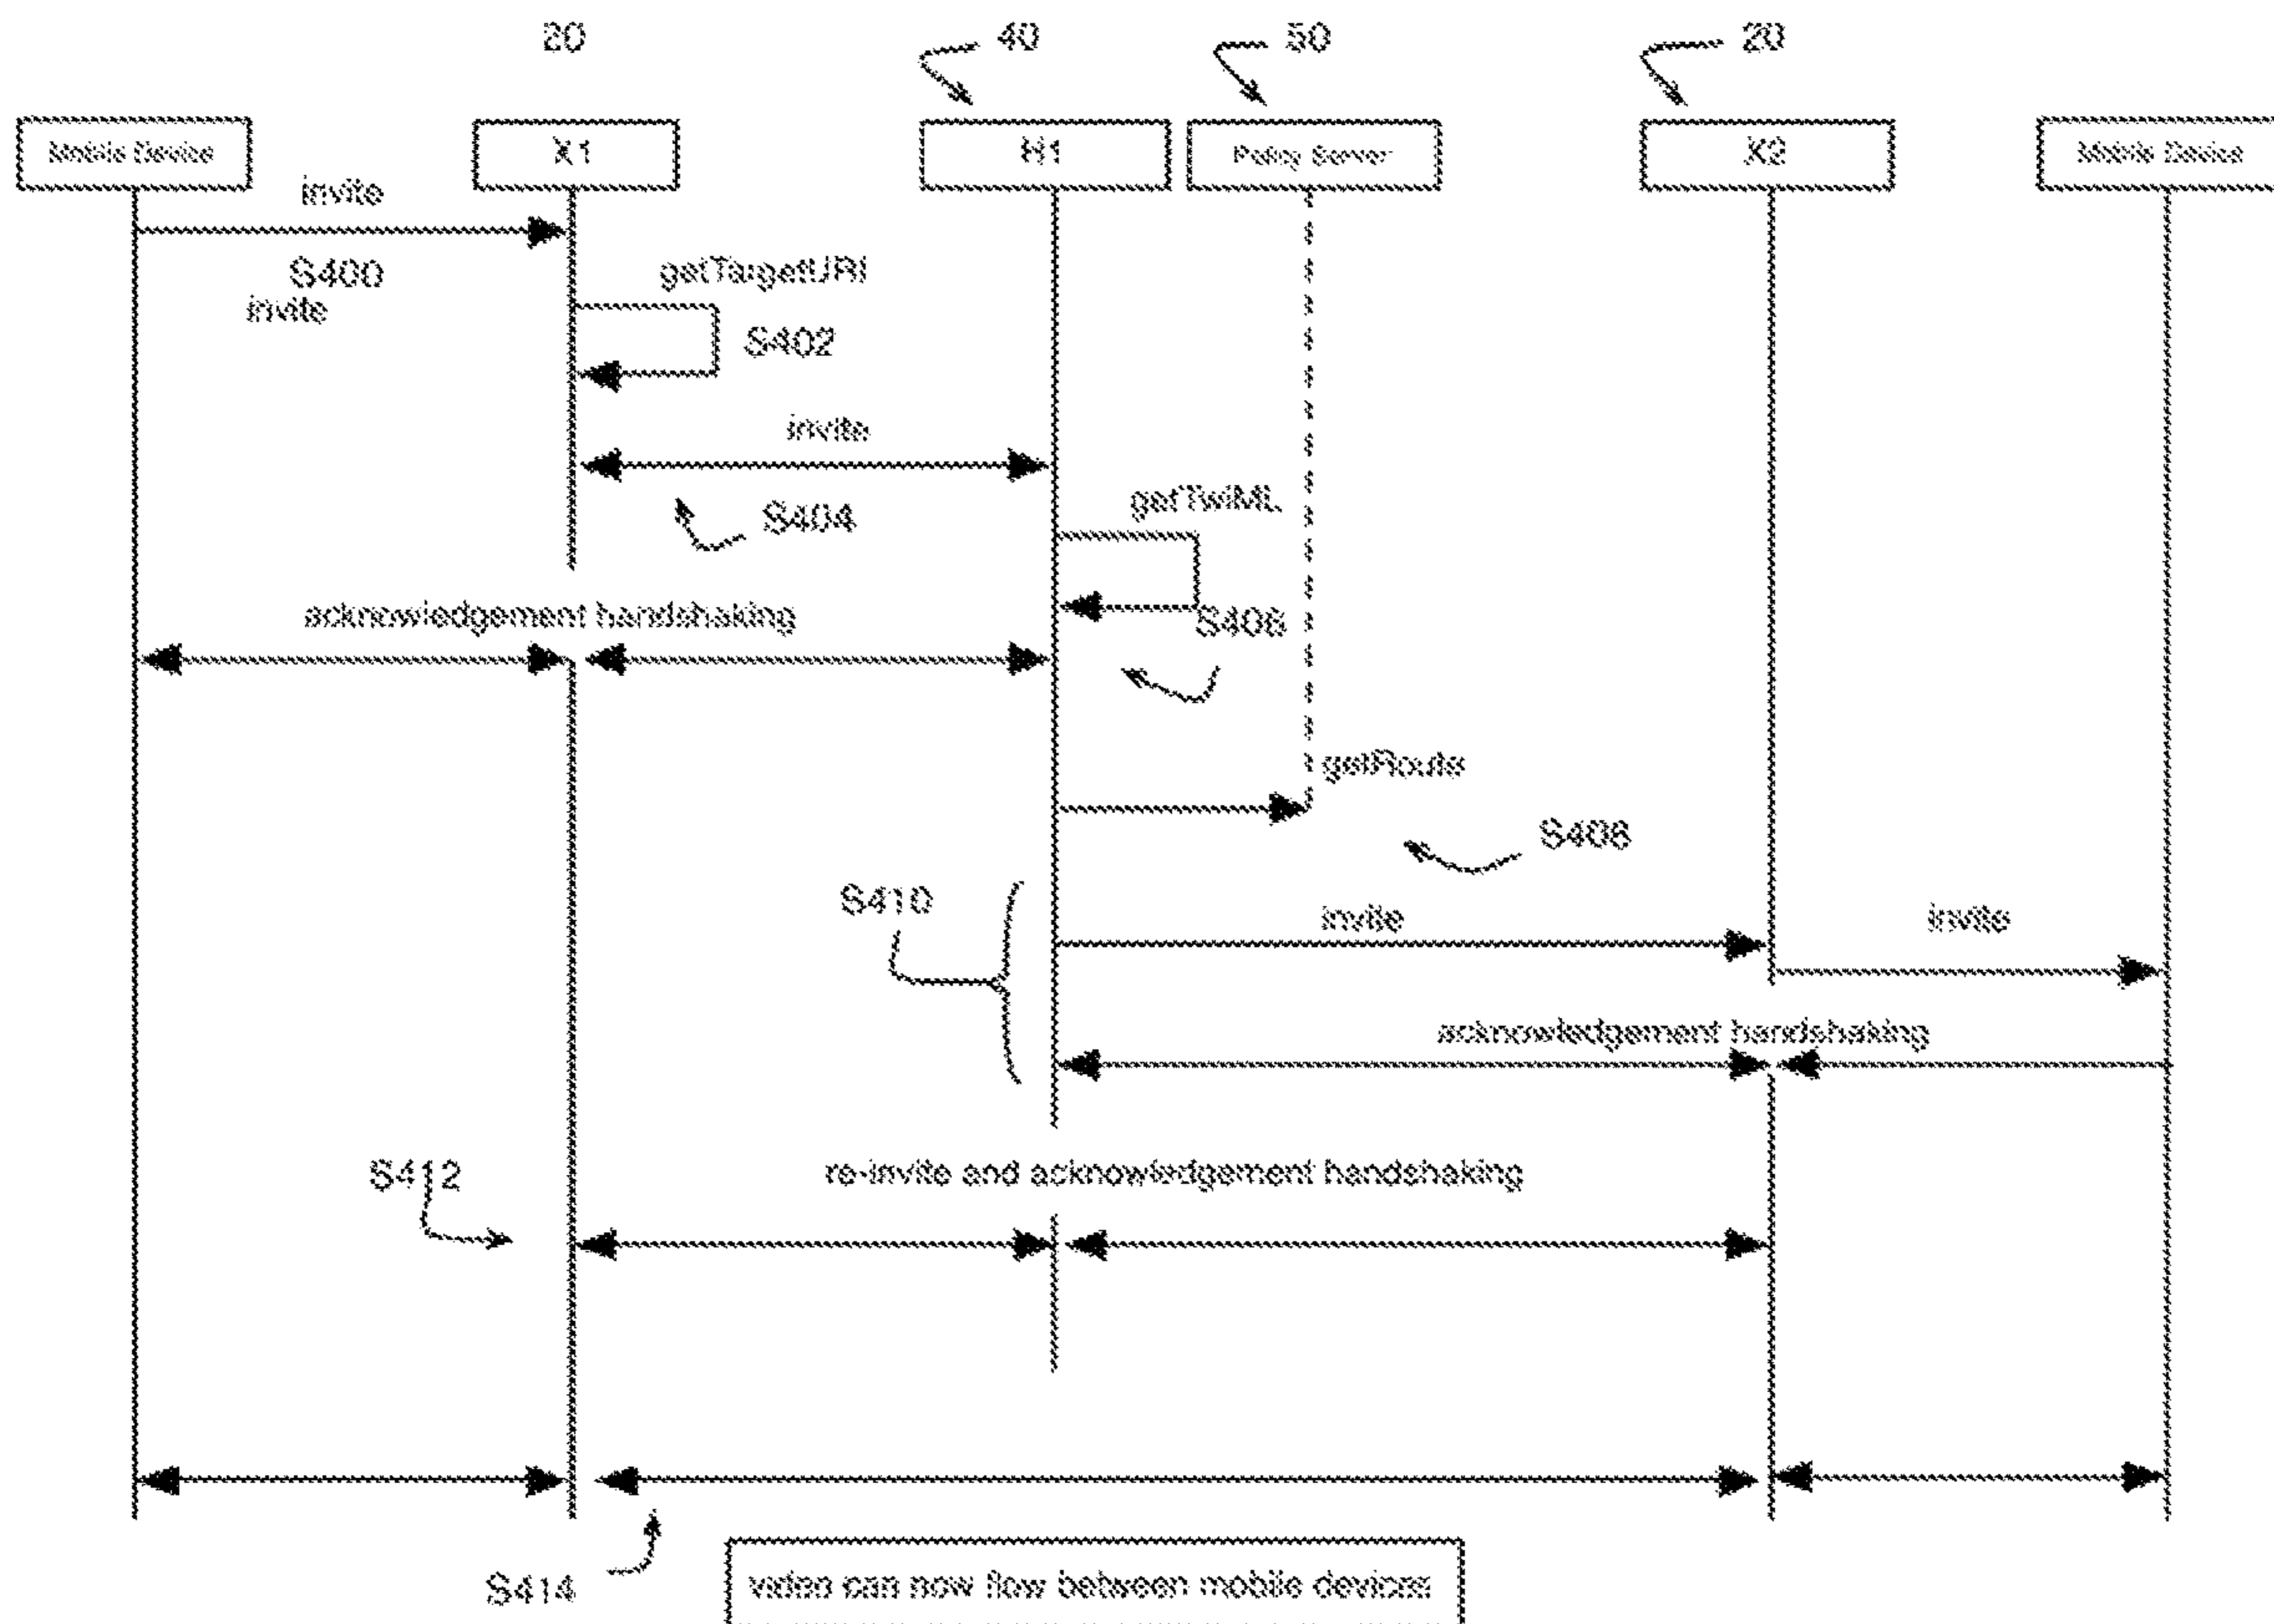 20
40
50
20
Mobile Device
X1
H1
Policy Server
X2
Mobile Device
invite
S400
invite
getTargetURI
S402
invite
S404
getTwiML
S406
acknowledgement handshaking
getRoute
S408
S410
invite
invite
acknowledgement handshaking
S412
re-invite and acknowledgement handshaking
S414
video can now flow between mobile devices